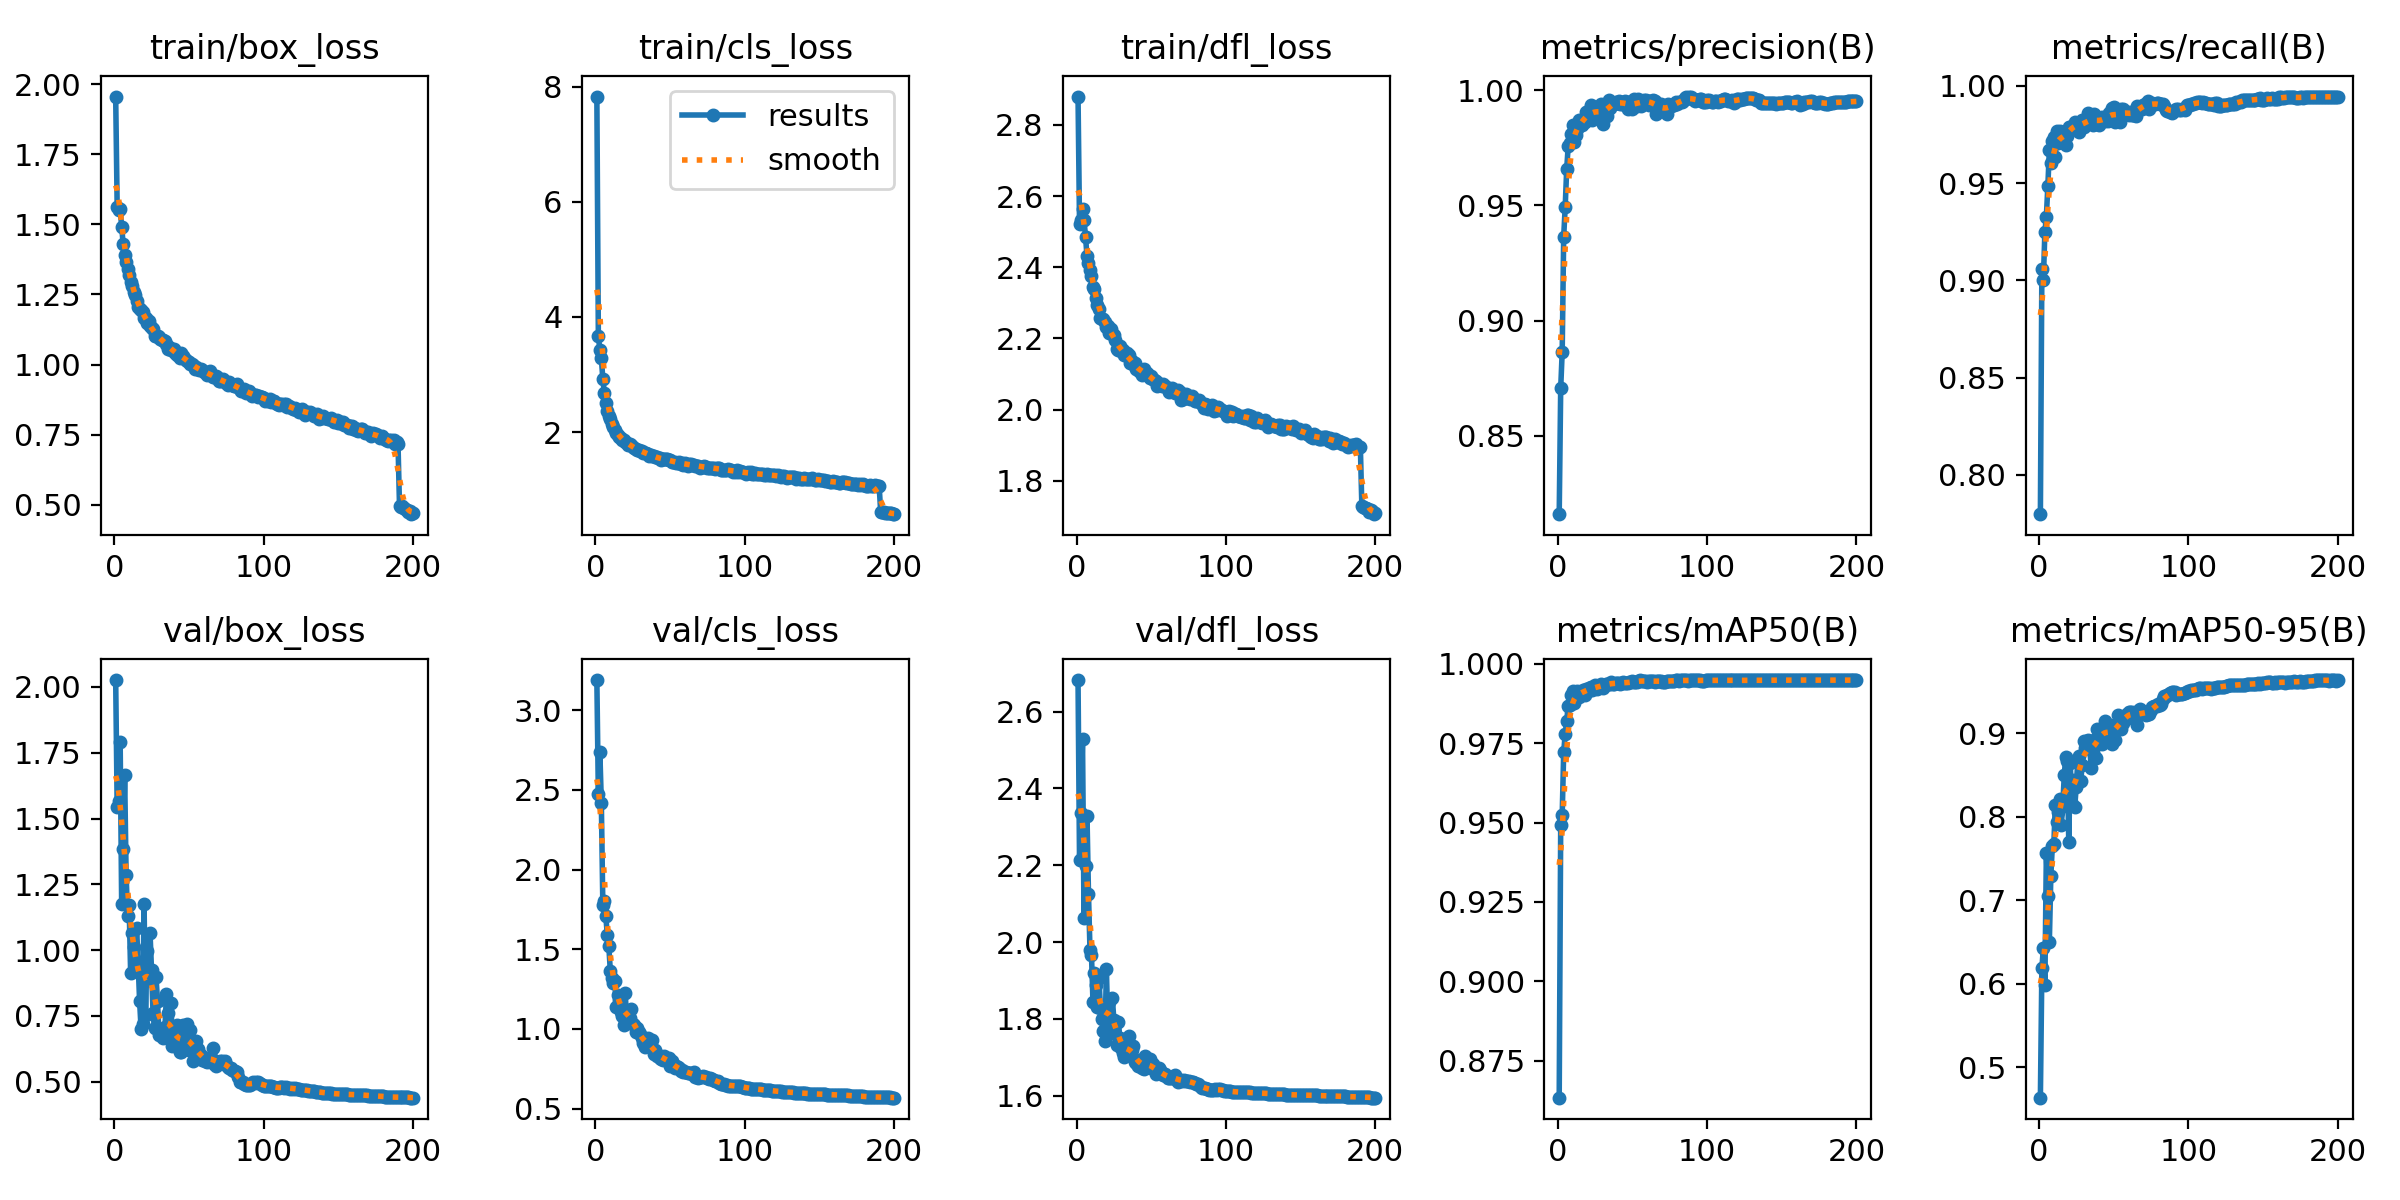 train/box_loss
2.00
1.75
1.50
1.25
1.00
0.75
0.50
0 100 200
train/cls_loss
results
smooth
8
6
4
2
0 100 200
train/dfl_loss
2.8
2.6
2.4
2.2
2.0
1.8
0 100 200
metrics/precision(B)
1.00
0.95
0.90
0.85
0 100 200
metrics/recall(B)
1.00
0.95
0.90
0.85
0.80
0 100 200
val/box_loss
2.00
1.75
1.50
1.25
1.00
0.75
0.50
0 100 200
val/cls_loss
3.0
2.5
2.0
1.5
1.0
0.5
0 100 200
val/dfl_loss
2.6
2.4
2.2
2.0
1.8
1.6
0 100 200
metrics/mAP50(B)
1.000
0.975
0.950
0.925
0.900
0.875
0 100 200
metrics/mAP50-95(B)
0.9
0.8
0.7
0.6
0.5
0 100 200